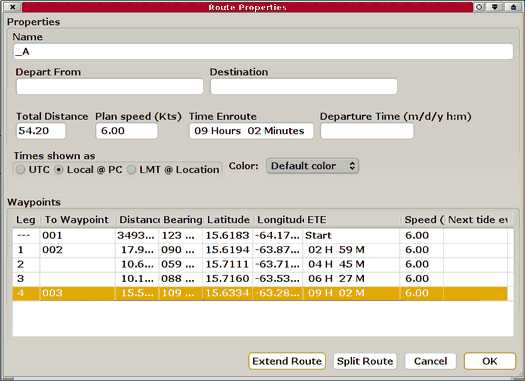 Route Properties
Properties
Name
_A
Depart From Destination
Total Distance Plan speed (Kts) Time Enroute Departure Time (m/d/y h:m)
54.20 6.00 09 Hours 02 Minutes
Times shown as
UTC Local @ PC LMT @ Location Color: Default color
Waypoints
Leg To Waypoint Distanc Bearing Latitude Longitud ETE Speed ( Next tide ev
--- 001 3493... 123 ... 15.6183 -64.17... Start 6.00
1 002 17.9... 090 ... 15.6194 -63.87... 02 H 59 M 6.00
2 10.6... 059 ... 15.7111 -63.71... 04 H 45 M 6.00
3 10.1... 088 ... 15.7160 -63.53... 06 H 27 M 6.00
4 003 15.5... 109 ... 15.6334 -63.28... 09 H 02 M 6.00
Extend Route Split Route Cancel OK